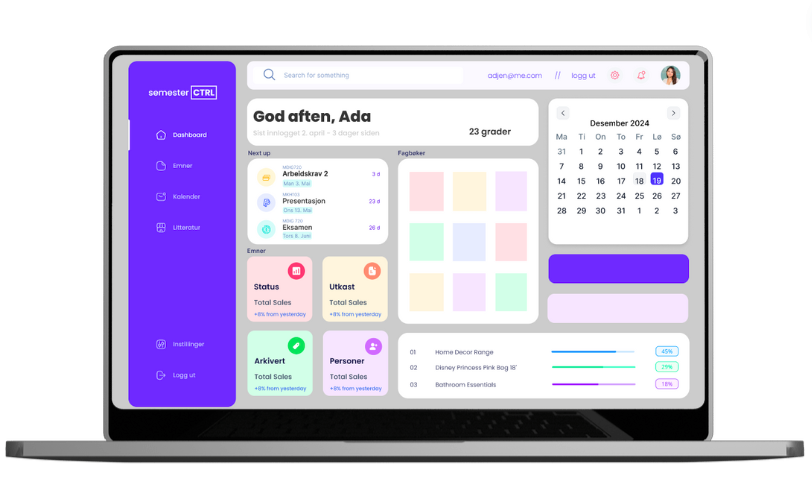 semester CTRL
Dashboard
Emner
Kalender
Litteratur
Instillinger
Logg ut
Search for something
adjen@me.com // logg ut
God aften, Ada
Sist innlogget 2. april - 3 dager siden
23 grader
Next up
Arbeidskrav 2
3 d
Man 3. Mai
Presentasjon
23 d
Ons 13. Mai
Eksamen
26 d
Tors 8. Juni
Fagbøker
Desember 2024
Ma Ti On To Fr Lø Sø
31 1 2 3 4 5 6
7 8 9 10 11 12 13
14 15 16 17 18 19 20
21 22 23 24 25 26 27
28 29 30 31 1 2 3
Emner
Status
Total Sales
+8% from yesterday
Utkast
Total Sales
+8% from yesterday
Arkivert
Total Sales
+8% from yesterday
Personer
Total Sales
+8% from yesterday
01 Home Decor Range 45%
02 Disney Princess Pink Bag 18' 29%
03 Bathroom Essentials 18%